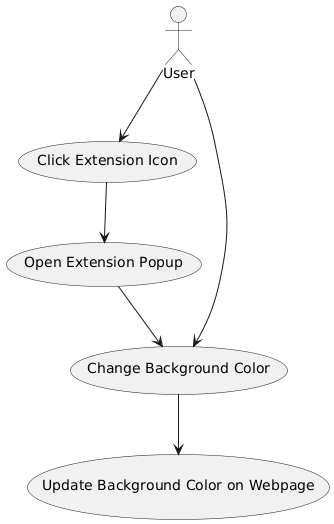 User
Click Extension Icon
Open Extension Popup
Change Background Color
Update Background Color on Webpage